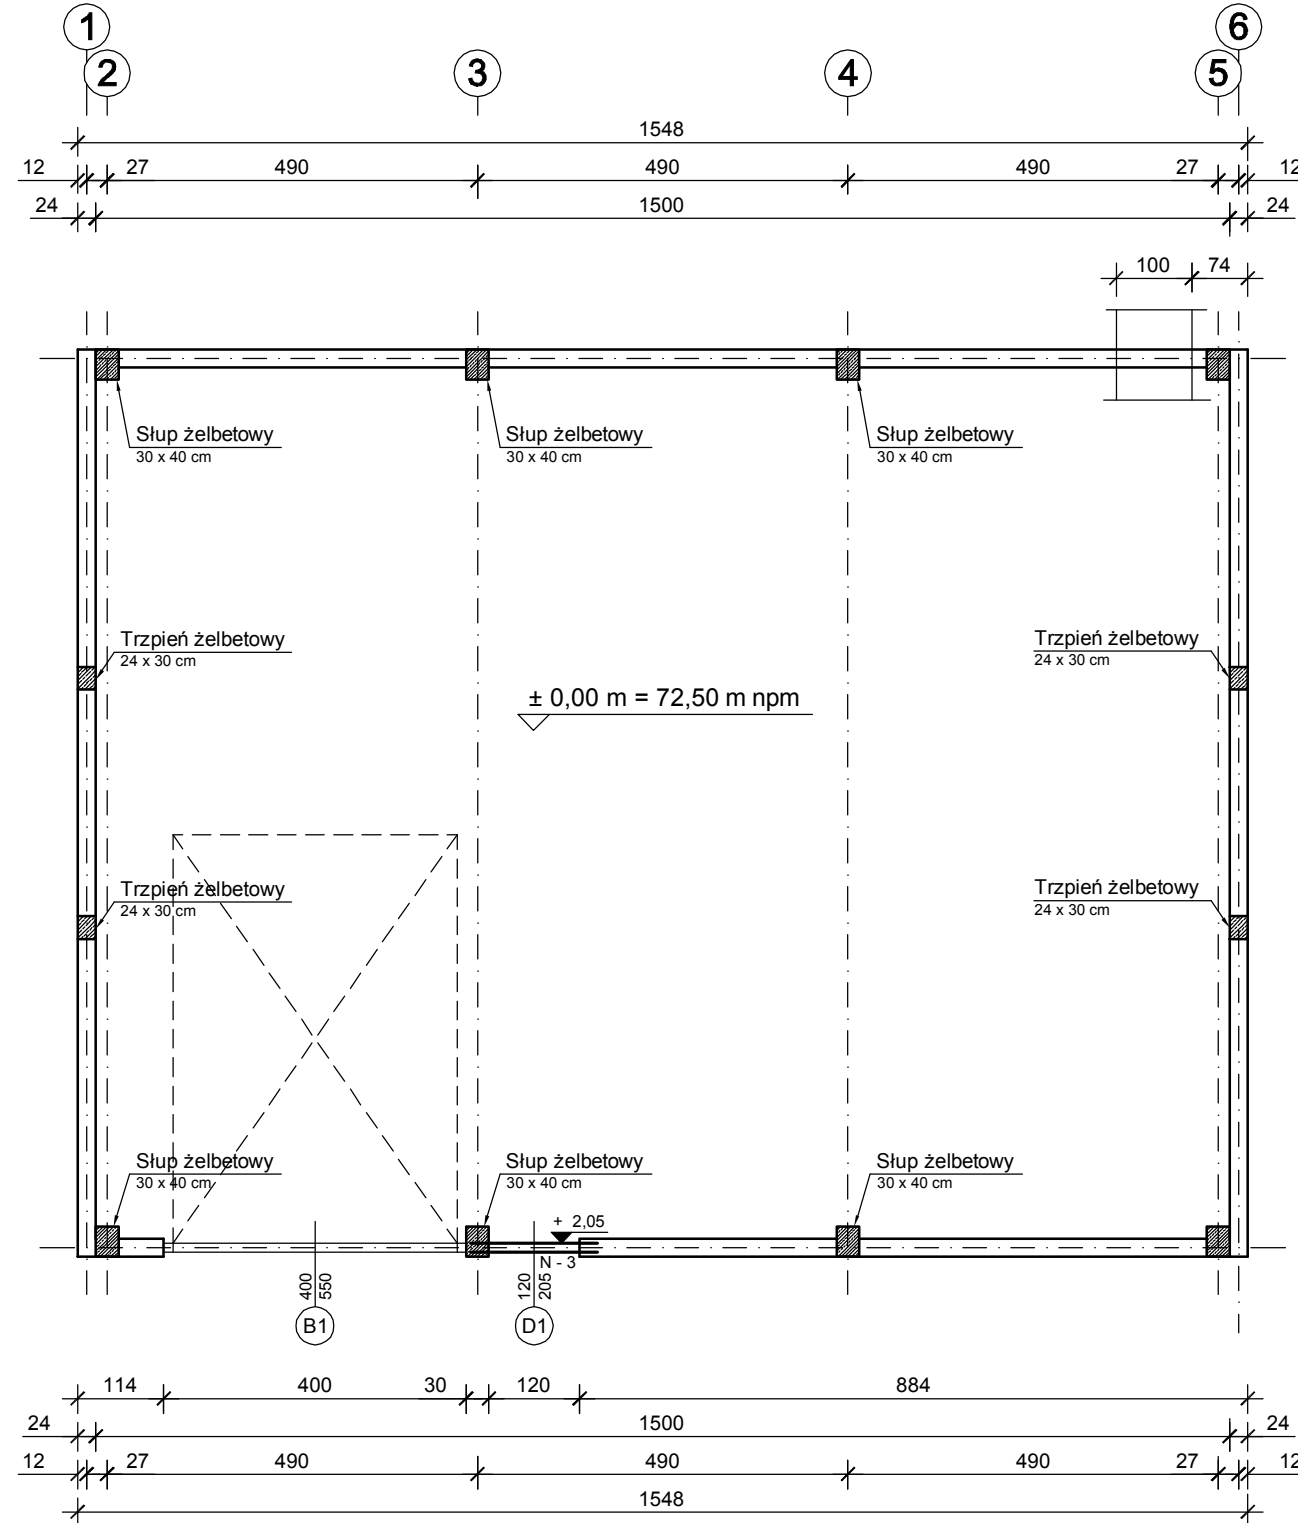 1
6
2
3
4
5
1548
12
27
490
490
490
27
12
24
1500
24
100
74
Słup żelbetowy
30 x 40 cm
Słup żelbetowy
30 x 40 cm
Słup żelbetowy
30 x 40 cm
Trzpień żelbetowy
24 x 30 cm
Trzpień żelbetowy
24 x 30 cm
± 0,00 m = 72,50 m npm
Trzpień żelbetowy
24 x 30 cm
Trzpień żelbetowy
24 x 30 cm
Słup żelbetowy
30 x 40 cm
Słup żelbetowy
30 x 40 cm
Słup żelbetowy
30 x 40 cm
+ 2,05
N - 3
400
550
120
205
B1
D1
114
400
30
120
884
24
1500
24
12
27
490
490
490
27
12
1548